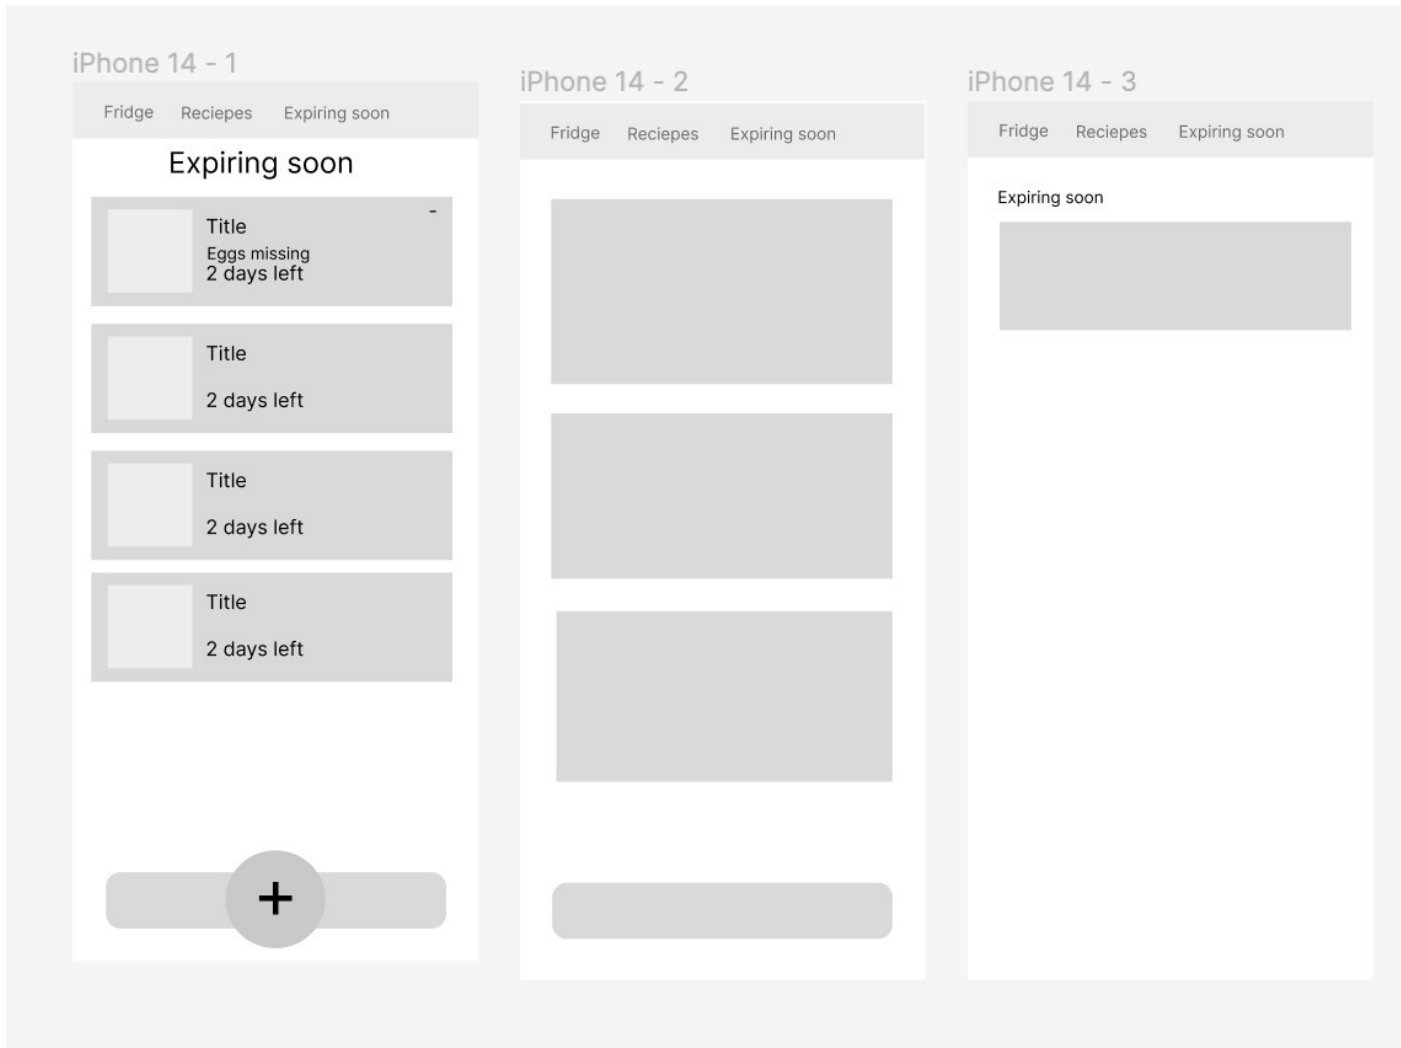 iPhone 14 - 1
Fridge Reciepes Expiring soon
Expiring soon
-
Title
Eggs missing
2 days left
Title
2 days left
Title
2 days left
Title
2 days left
+
iPhone 14 - 2
Fridge Reciepes Expiring soon
iPhone 14 - 3
Fridge Reciepes Expiring soon
Expiring soon